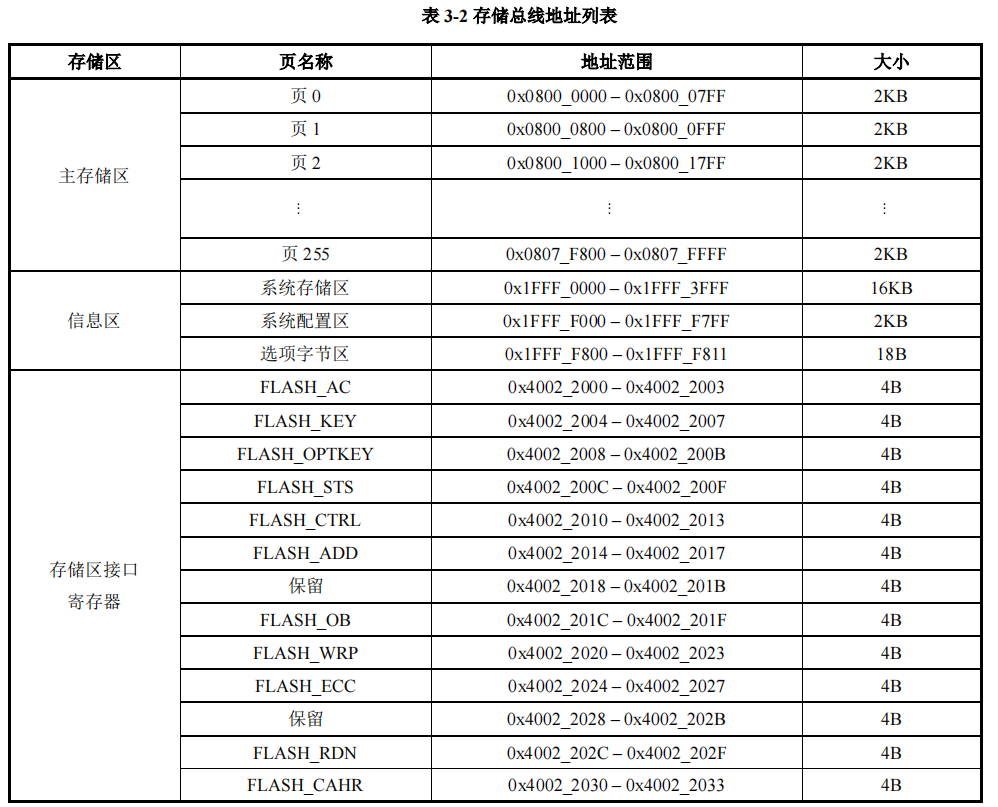 表 3-2 存储总线地址列表
存储区 页名称 地址范围 大小
主存储区
页 0 0x0800_0000 – 0x0800_07FF 2KB
页 1 0x0800_0800 – 0x0800_0FFF 2KB
页 2 0x0800_1000 – 0x0800_17FF 2KB
⋮ ⋮ ⋮
页 255 0x0807_F800 – 0x0807_FFFF 2KB
信息区
系统存储区 0x1FFF_0000 – 0x1FFF_3FFF 16KB
系统配置区 0x1FFF_F000 – 0x1FFF_F7FF 2KB
选项字节区 0x1FFF_F800 – 0x1FFF_F811 18B
存储区接口
寄存器
FLASH_AC 0x4002_2000 – 0x4002_2003 4B
FLASH_KEY 0x4002_2004 – 0x4002_2007 4B
FLASH_OPTKEY 0x4002_2008 – 0x4002_200B 4B
FLASH_STS 0x4002_200C – 0x4002_200F 4B
FLASH_CTRL 0x4002_2010 – 0x4002_2013 4B
FLASH_ADD 0x4002_2014 – 0x4002_2017 4B
保留 0x4002_2018 – 0x4002_201B 4B
FLASH_OB 0x4002_201C – 0x4002_201F 4B
FLASH_WRP 0x4002_2020 – 0x4002_2023 4B
FLASH_ECC 0x4002_2024 – 0x4002_2027 4B
保留 0x4002_2028 – 0x4002_202B 4B
FLASH_RDN 0x4002_202C – 0x4002_202F 4B
FLASH_CAHR 0x4002_2030 – 0x4002_2033 4B